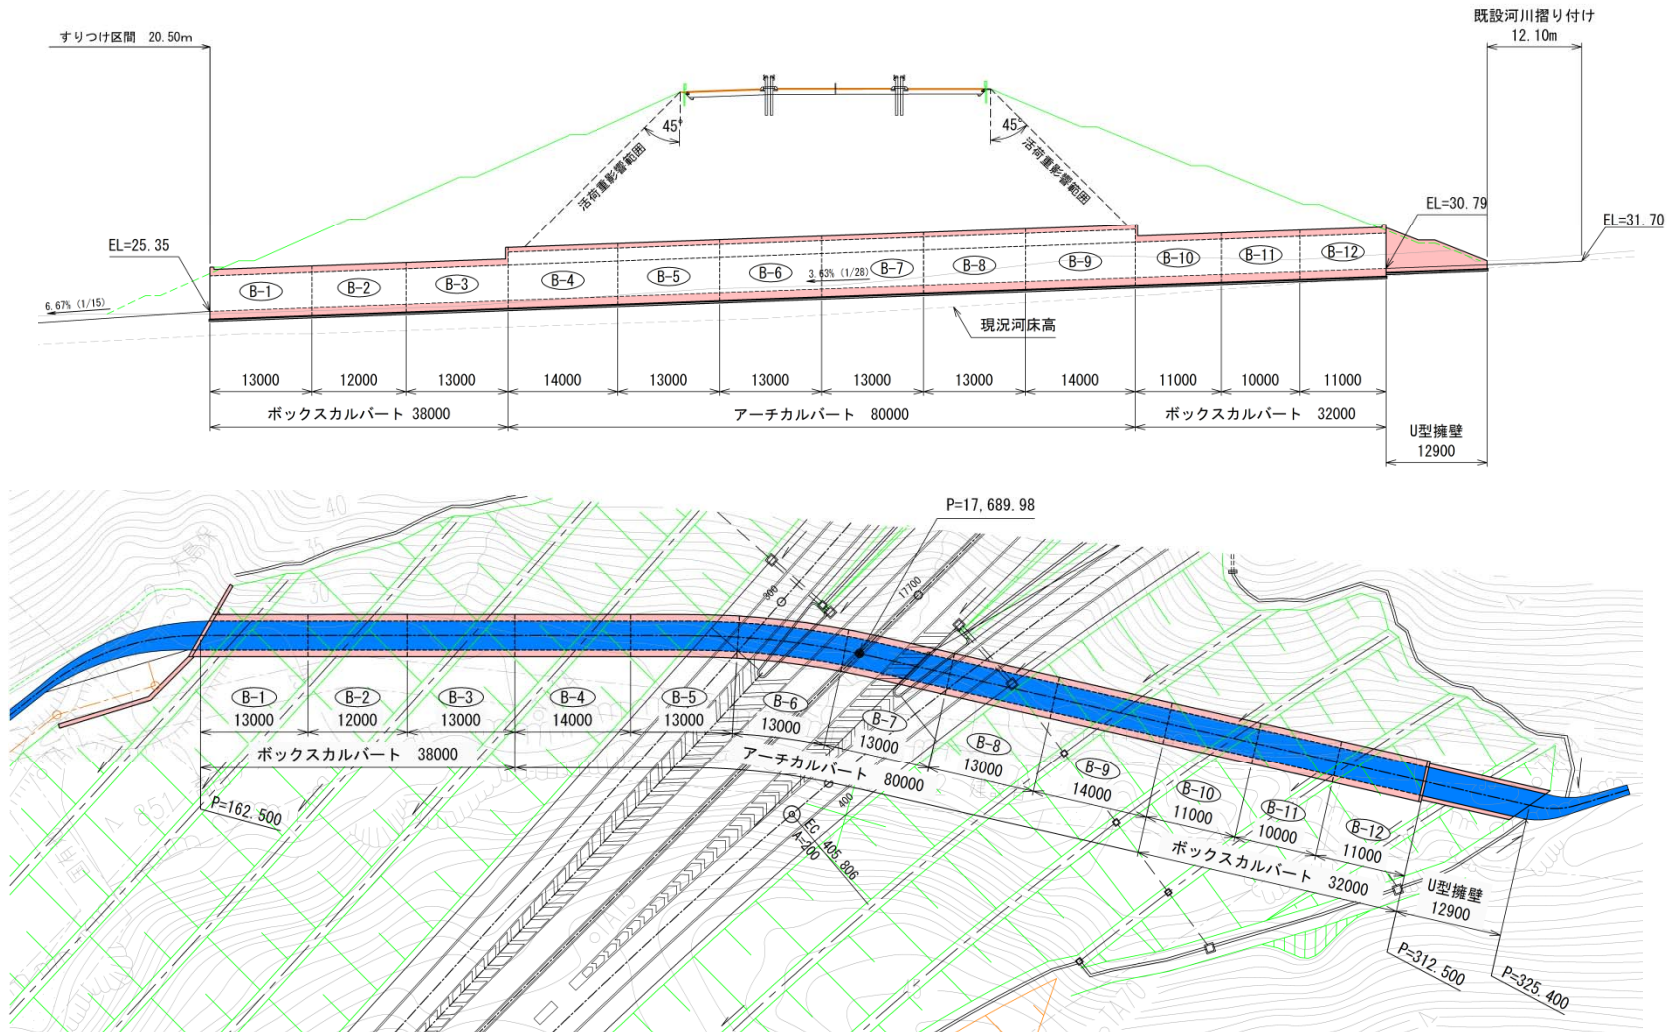 既設河川摺り付け
12.10m
すりつけ区間 20.50m
45°
45°
活荷重影響範囲
活荷重影響範囲
EL=30.79
EL=31.70
EL=25.35
6.67% (1/15)
3.63% (1/28)
B-1
B-2
B-3
B-4
B-5
B-6
B-7
B-8
B-9
B-10
B-11
B-12
現況河床高
13000
12000
13000
14000
13000
13000
13000
13000
14000
11000
10000
11000
ボックスカルバート 38000
アーチカルバート 80000
ボックスカルバート 32000
U型擁壁
12900
P=17,689.98
40
35
30
300
17700
B-1
13000
B-2
12000
B-3
13000
B-4
14000
B-5
13000
B-6
13000
B-7
13000
B-8
13000
B-9
14000
B-10
11000
B-11
10000
B-12
11000
ボックスカルバート 38000
アーチカルバート 80000
ボックスカルバート 32000
U型擁壁
12900
P=162.500
400
EC 405.806
A=200
P=312.500
P=325.400